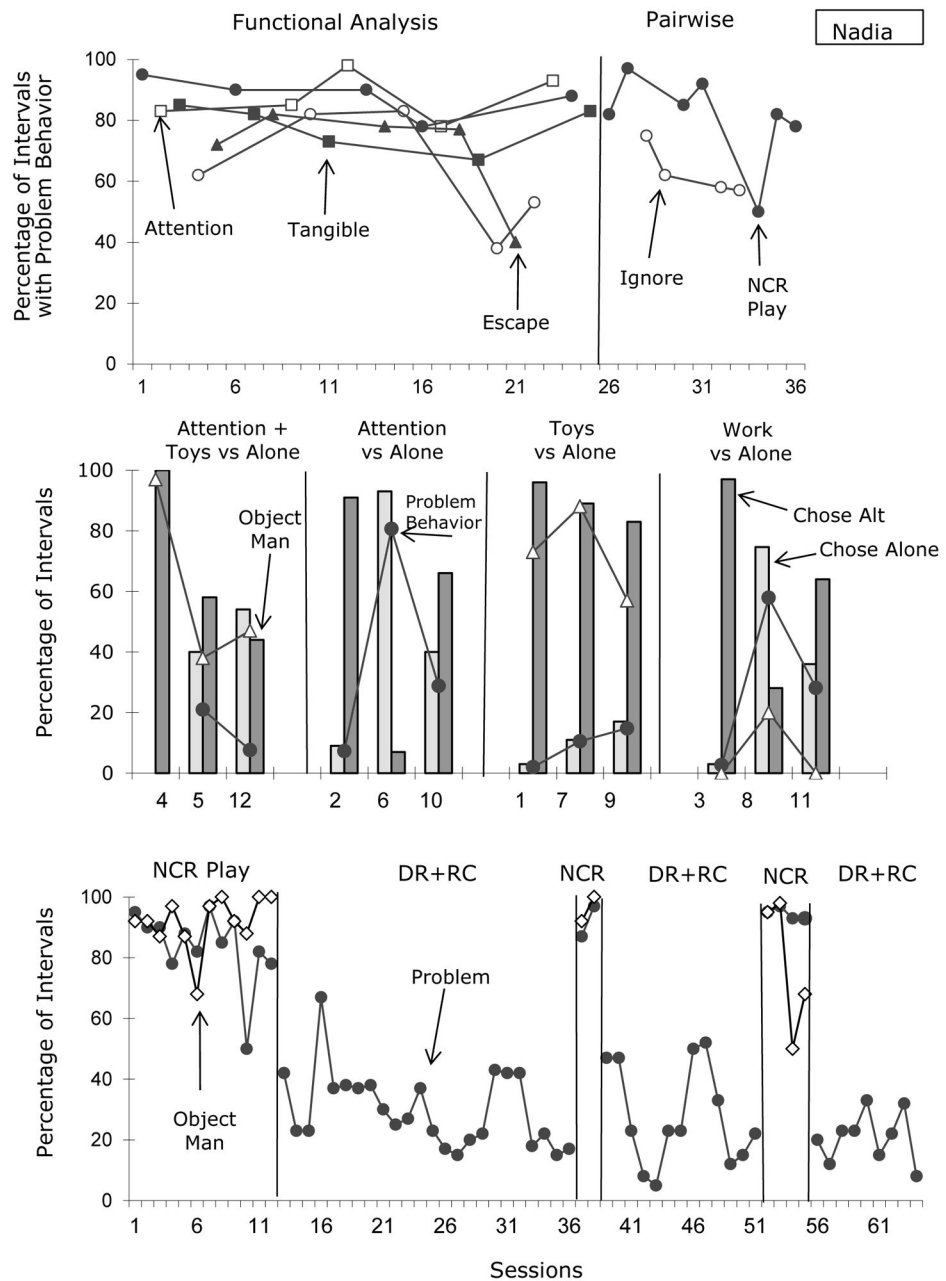 Functional Analysis
Pairwise
Nadia
Percentage of Intervals
with Problem Behavior
100
80
60
40
20
0
Attention
Tangible
Escape
Ignore
NCR
Play
1
6
11
16
21
26
31
36
Attention +
Toys vs Alone
Attention
vs Alone
Toys
vs Alone
Work
vs Alone
Percentage of Intervals
100
80
60
40
20
0
Object
Man
Problem
Behavior
Chose Alt
Chose Alone
4
5
12
2
6
10
1
7
9
3
8
11
NCR Play
DR+RC
NCR
DR+RC
NCR
DR+RC
Percentage of Intervals
100
80
60
40
20
0
Problem
Object
Man
1
6
11
16
21
26
31
36
41
46
51
56
61
Sessions